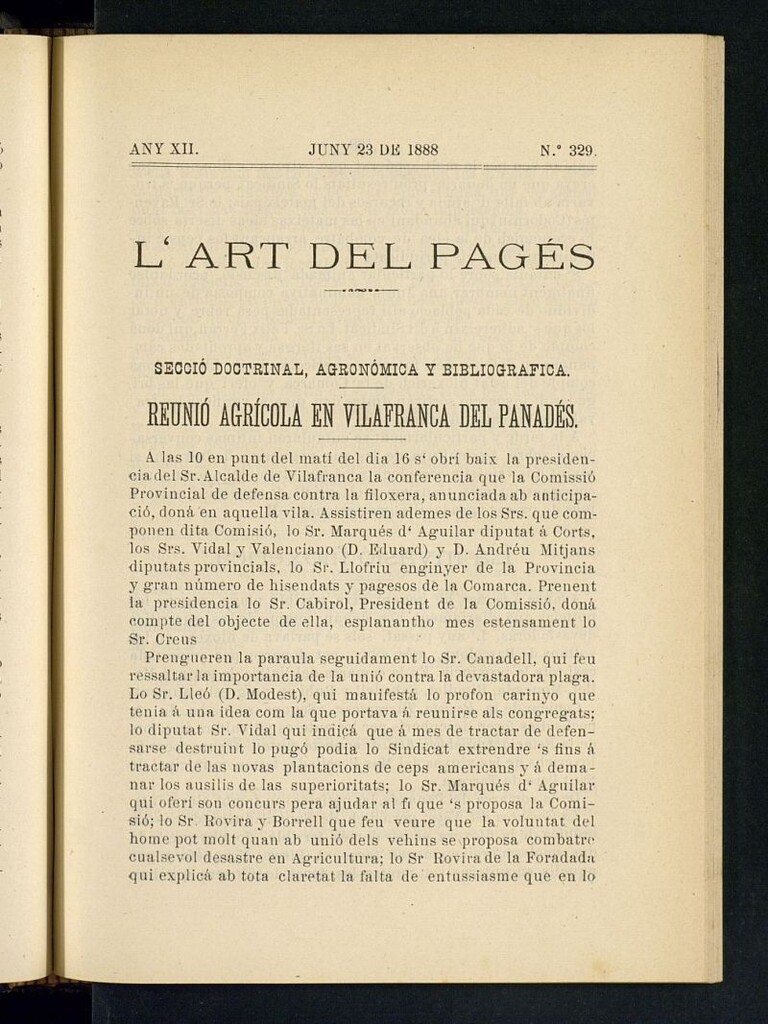 ANY XII. JUNY 23 DE 1888 N.º 329.
L‘ ART DEL PAGÉS
SECCIÓ DOCTRINAL, AGRONÓMICA Y BIBLIOGRAFICA.
REUNIÓ AGRÍCOLA EN VILAFRANCA DEL PANADÉS.
A las 10 en punt del matí del dia 16 s‘ obrí baix la presiden-
cia del Sr. Alcalde de Vilafranca la conferencia que la Comissió
Provincial de defensa contra la filoxera, anunciada ab anticipa-
ció, doná en aquella vila. Assistiren ademes de los Srs. que com-
ponen dita Comisió, lo Sr. Marqués d‘ Aguilar diputat á Corts,
los Srs. Vidal y Valenciano (D. Eduard) y D. Andréu Mitjans
diputats provincials, lo Sr. Llofriu enginyer de la Provincia
y gran número de hisendats y pagesos de la Comarca. Prenent
la presidencia lo Sr. Cabirol, President de la Comissió, doná
compte del objecte de ella, esplanantho mes estensament lo
Sr. Creus
Prengueren la paraula seguidament lo Sr. Canadell, qui feu
ressaltar la importancia de la unió contra la devastadora plaga.
Lo Sr. Lleó (D. Modest), qui manifestá lo profon carinyo que
tenia á una idea com la que portava á reunirse als congregats;
lo diputat Sr. Vidal qui indicá que á mes de tractar de defen-
sarse destruint lo pugó podia lo Sindicat extrendre ‘s fins á
tractar de las novas plantacions de ceps americans y á dema-
nar los ausilis de las superioritats; lo Sr. Marqués d‘ Aguilar
qui oferí son concurs pera ajudar al fi que ‘s proposa la Comi-
sió; lo Sr. Rovira y Borrell que feu veure que la voluntat del
home pot molt quan ab unió dels vehins se proposa combatre
cualsevol desastre en Agricultura; lo Sr Rovira de la Foradada
qui explicá ab tota claretat la falta de entussiasme que en lo